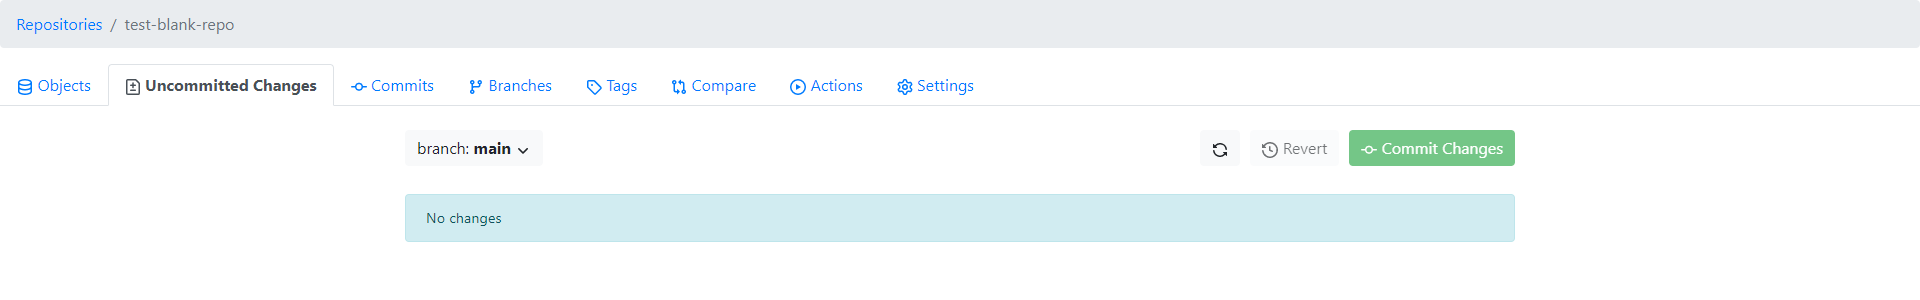 Repositories / test-blank-repo
Objects Uncommitted Changes Commits Branches Tags Compare Actions Settings
branch: main Revert Commit Changes
No changes